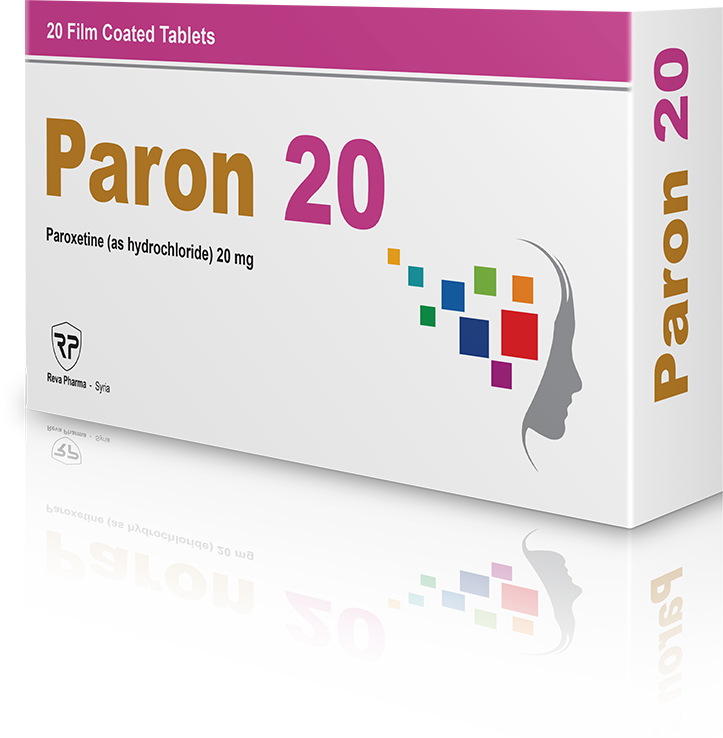 20 Film Coated Tablets
Paron 20
Paroxetine (as hydrochloride) 20 mg
RP
Reva Pharma - Syria
Paron 20